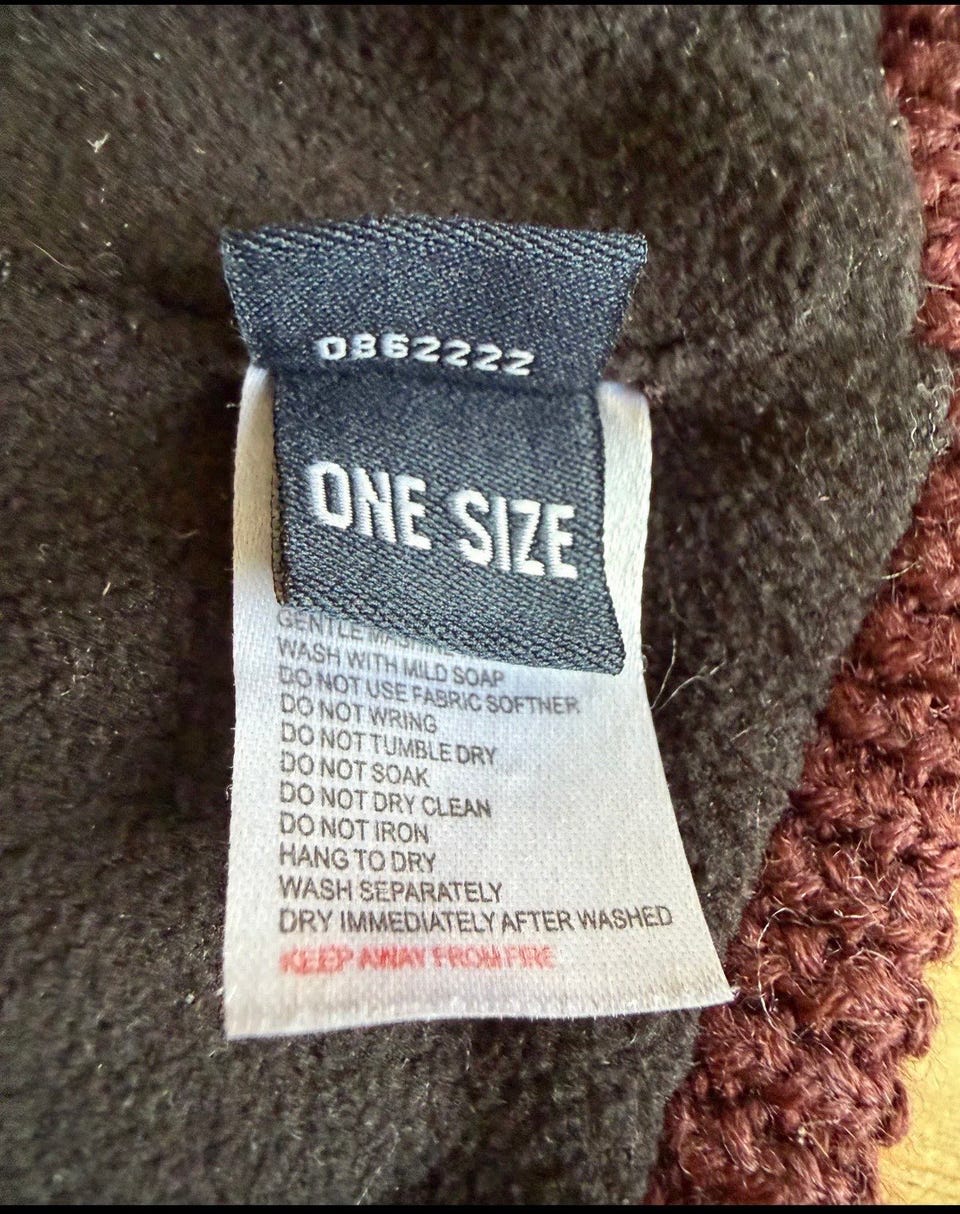 0862222
ONE SIZE
GENTLE
WASH WITH MILD SOAP
DO NOT USE FABRIC SOFTNER
DO NOT WRING
DO NOT TUMBLE DRY
DO NOT SOAK
DO NOT DRY CLEAN
DO NOT IRON
HANG TO DRY
WASH SEPARATELY
DRY IMMEDIATELY AFTER WASHED
KEEP AWAY FROM FIRE